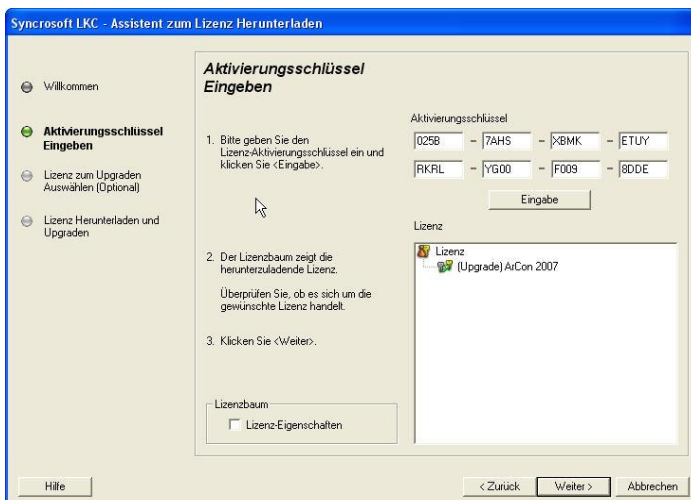 Syncrosoft LKC - Assistent zum Lizenz Herunterladen
Willkommen
Aktivierungsschlüssel
Eingeben
Lizenz zum Upgraden
Auswählen (Optional)
Lizenz Herunterladen und
Upgraden
Aktivierungsschlüssel
Eingeben
1. Bitte geben Sie den
Lizenz-Aktivierungsschlüssel ein und
klicken Sie <Eingabe>.
2. Der Lizenzbaum zeigt die
herunterzuladende Lizenz.
Überprüfen Sie, ob es sich um die
gewünschte Lizenz handelt.
3. Klicken Sie <Weiter>.
Lizenzbaum
Lizenz-Eigenschaften
Aktivierungsschlüssel
025B - 7AHS - XBMK - ETUY
RKRL - YG00 - F009 - 8DDE
Eingabe
Lizenz
Lizenz
(Upgrade) ArCon 2007
Hilfe
< Zurück
Weiter >
Abbrechen